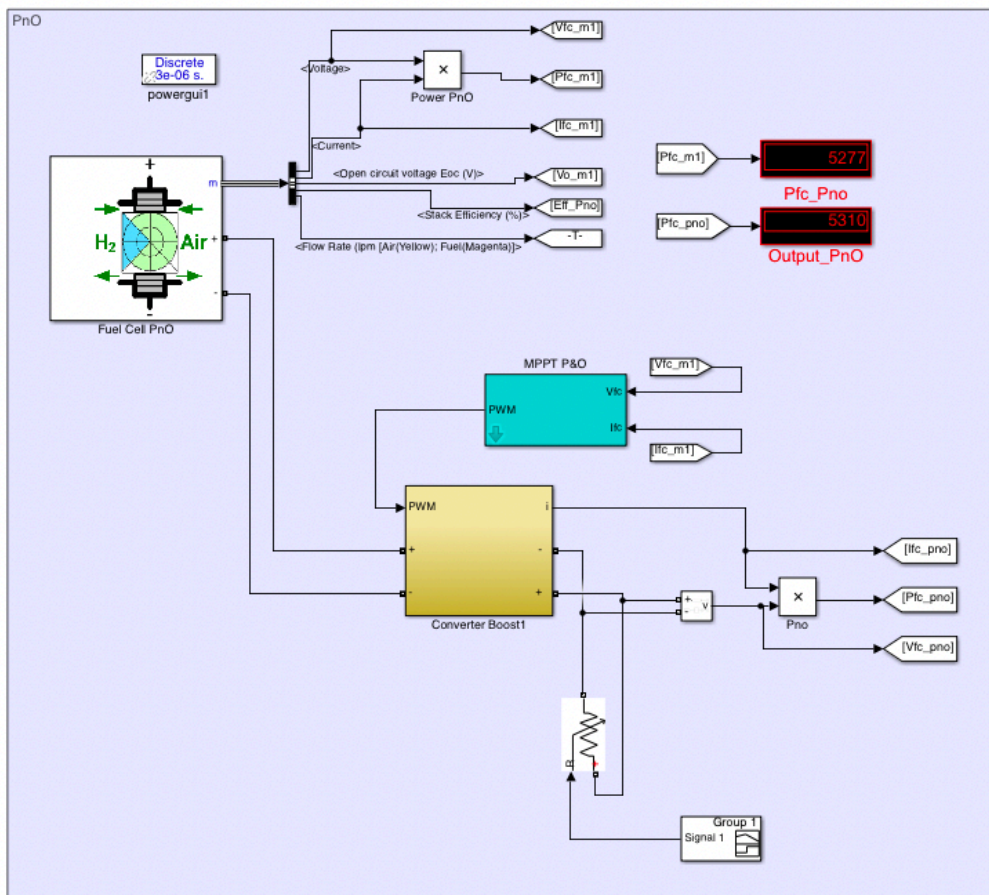 PnO
Discrete
3e-06 s.
powergui1
[Vfc_m1]
<Voltage>
×
Power PnO
[Pfc_m1]
<Current>
[Ifc_m1]
<Open circuit voltage Eoc (V)>
[Vo_m1]
<Stack Efficiency (%)>
[Eff_Pno]
<Flow Rate (lpm [Air(Yellow); Fuel(Magenta)]>
-T-
+
m
H2
Air
+
-
-
Fuel Cell PnO
[Pfc_m1]
5277
Pfc_Pno
[Pfc_pno]
5310
Output_PnO
MPPT P&O
PWM
Vfc
Ifc
[Vfc_m1]
[Ifc_m1]
PWM
i
+
-
-
+
Converter Boost1
+
-
v
×
Pno
[Ifc_pno]
[Pfc_pno]
[Vfc_pno]
R
+
Group 1
Signal 1